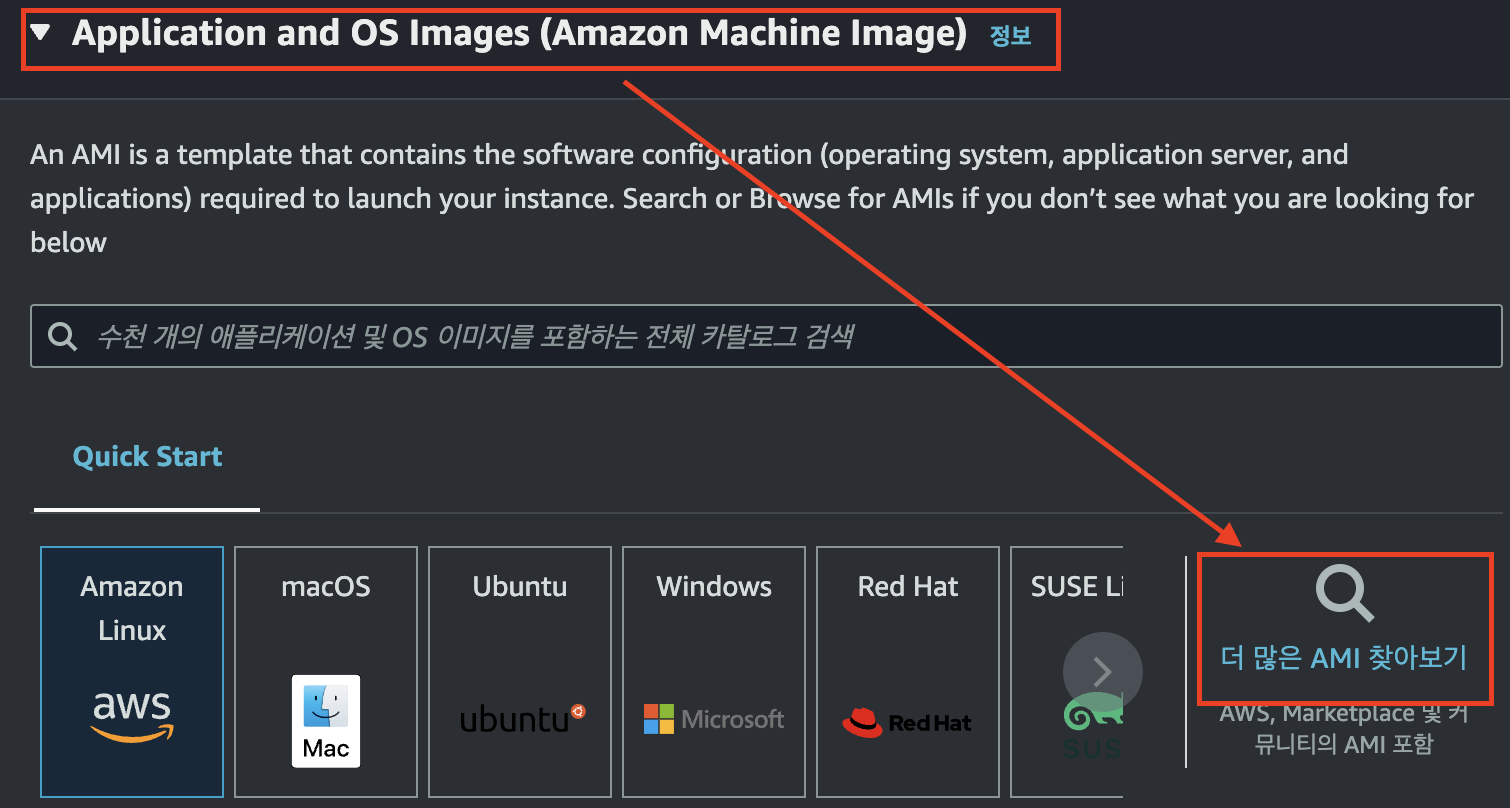 Application and OS Images (Amazon Machine Image) 정보
An AMI is a template that contains the software configuration (operating system, application server, and
applications) required to launch your instance. Search or Browse for AMIs if you don’t see what you are looking for
below
수천 개의 애플리케이션 및 OS 이미지를 포함하는 전체 카탈로그 검색
Quick Start
Amazon
Linux
aws
macOS
Mac
Ubuntu
ubuntu
Windows
Microsoft
Red Hat
Red Hat
SUSE Li
SUS
더 많은 AMI 찾아보기
AWS, Marketplace 및 커
뮤니티의 AMI 포함